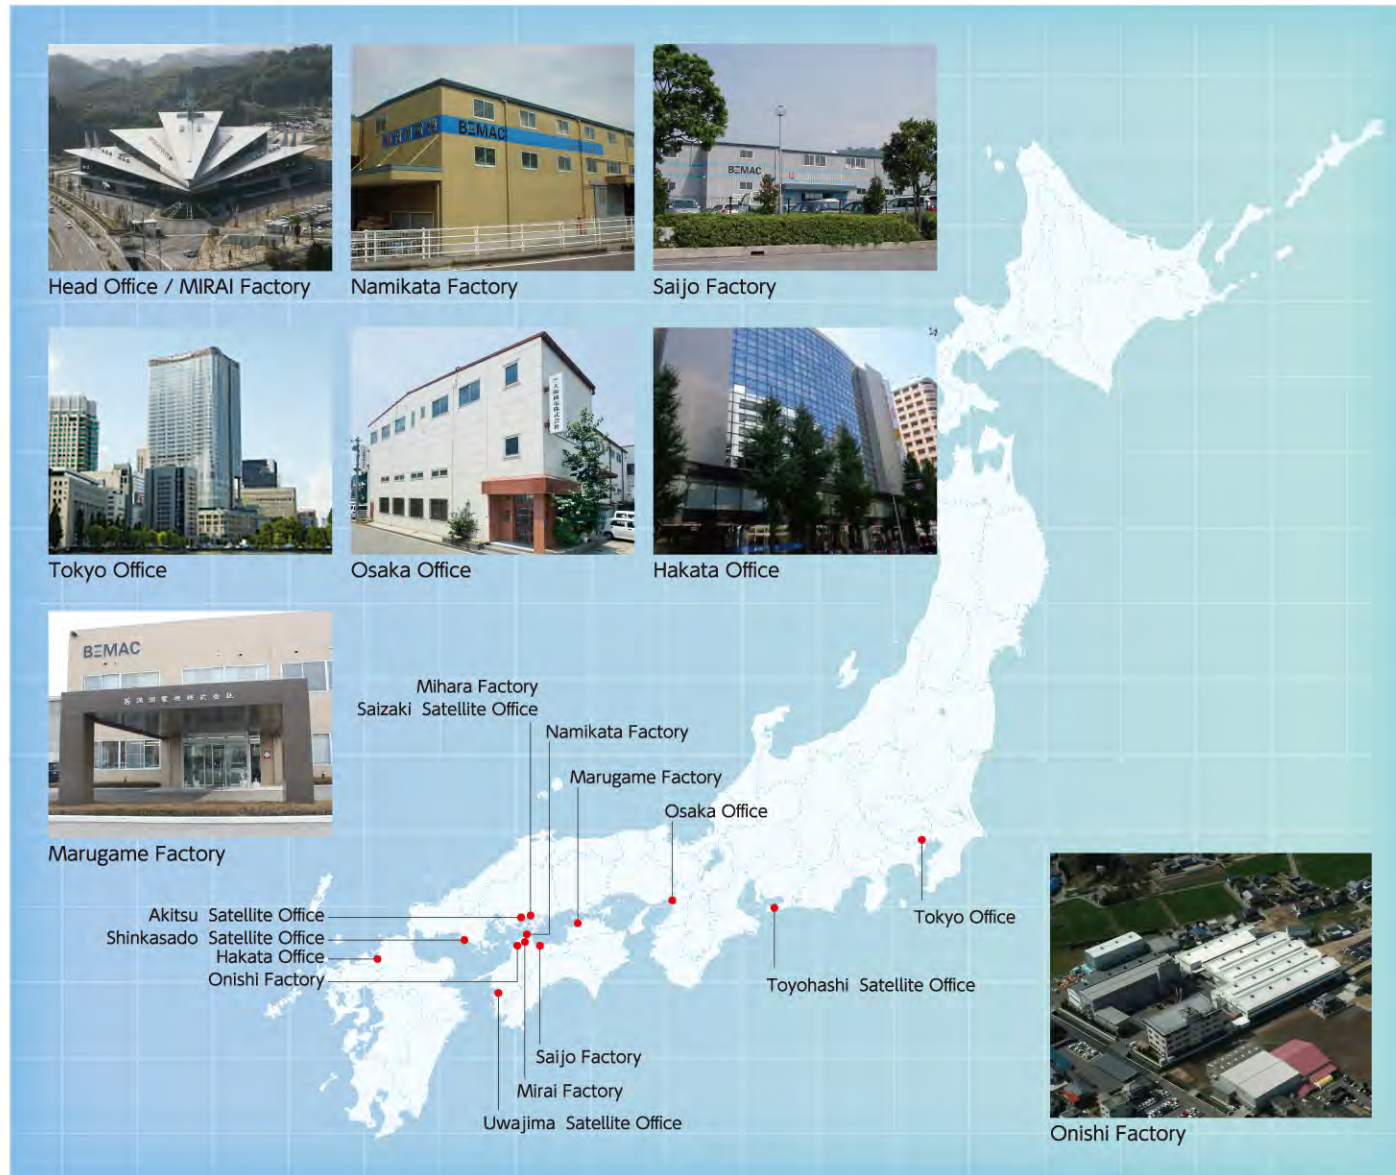 BEMAC
BEMAC
Head Office / MIRAI Factory
Namikata Factory
Saijo Factory
Tokyo Office
Osaka Office
Hakata Office
BEMAC
Marugame Factory
Mihara Factory
Saizaki Satellite Office
Namikata Factory
Marugame Factory
Osaka Office
Akitsu Satellite Office
Shinkasado Satellite Office
Hakata Office
Onishi Factory
Tokyo Office
Toyohashi Satellite Office
Saijo Factory
Mirai Factory
Uwajima Satellite Office
Onishi Factory